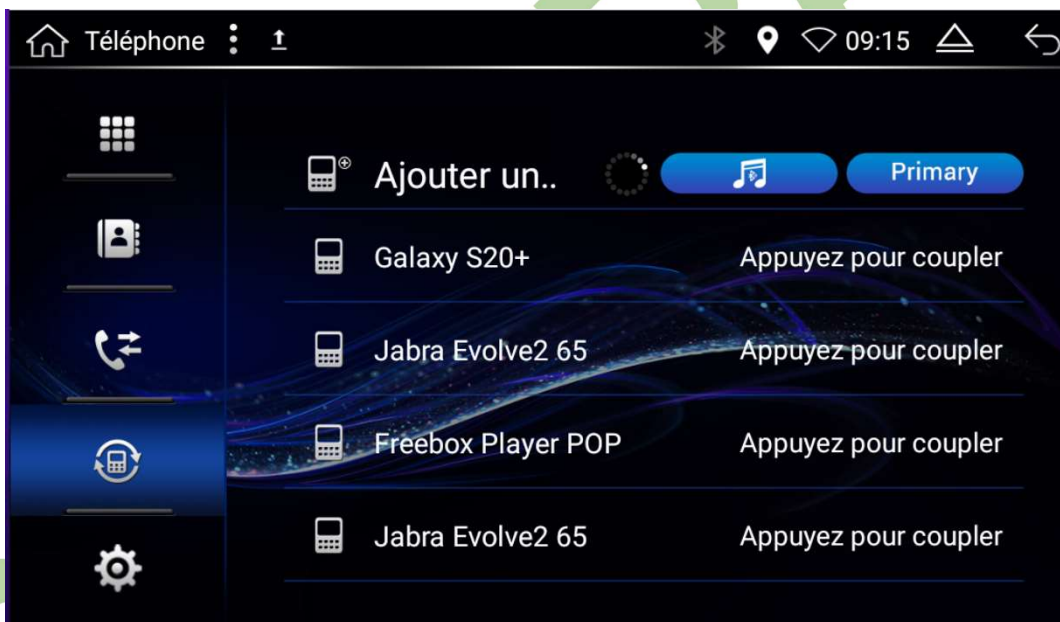 Téléphone 09:15
Ajouter un.. Primary
Galaxy S20+ Appuyez pour coupler
Jabra Evolve2 65 Appuyez pour coupler
Freebox Player POP Appuyez pour coupler
Jabra Evolve2 65 Appuyez pour coupler